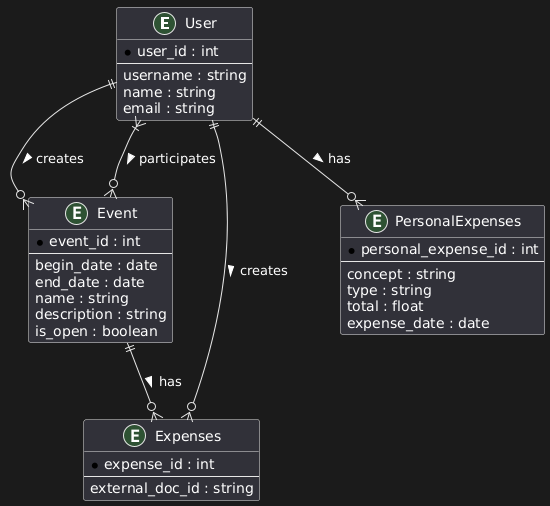 E User
user_id : int
username : string
name : string
email : string
creates
participates
has
E Event
event_id : int
begin_date : date
end_date : date
name : string
description : string
is_open : boolean
E PersonalExpenses
personal_expense_id : int
concept : string
type : string
total : float
expense_date : date
creates
has
E Expenses
expense_id : int
external_doc_id : string